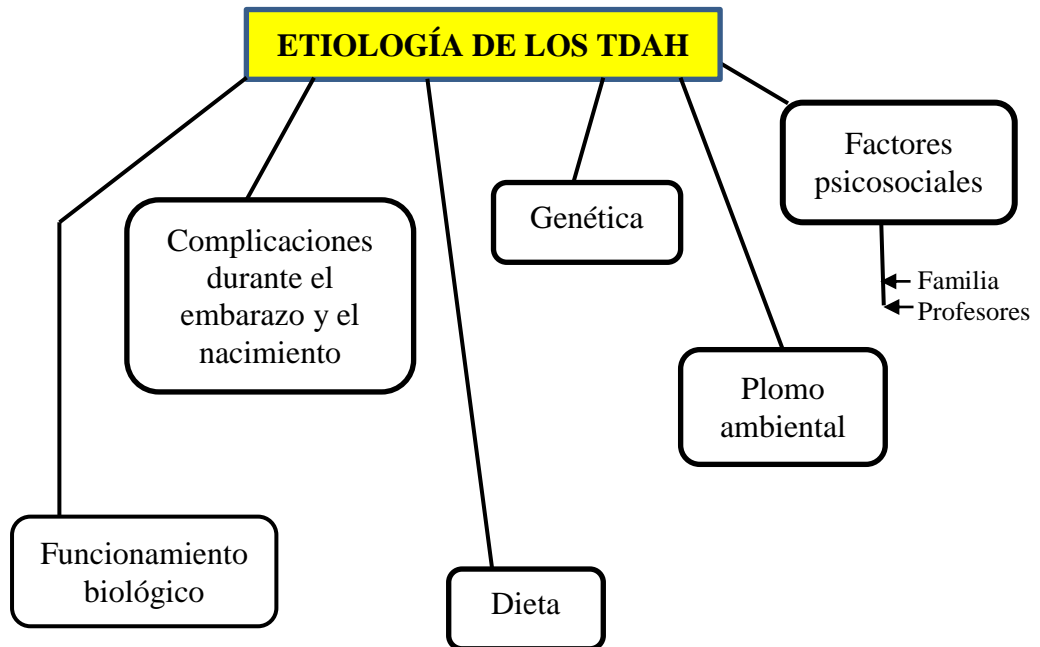 ETIOLOGÍA DE LOS TDAH
Factores
psicosociales
Familia
Profesores
Genética
Complicaciones
durante el
embarazo y el
nacimiento
Plomo
ambiental
Funcionamiento
biológico
Dieta